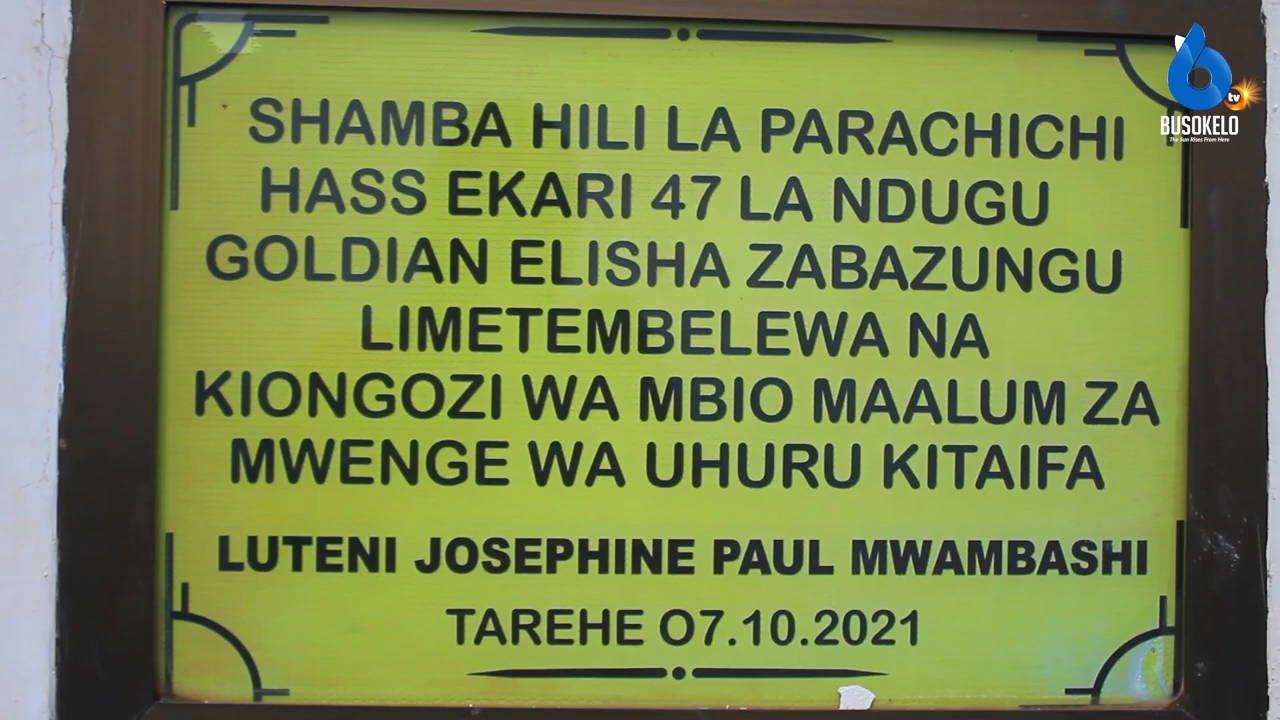 SHAMBA HILI LA PARACHICHI
HASS EKARI 47 LA NDUGU
GOLDIAN ELISHA ZABAZUNGU
LIMETEMBELEWA NA
KIONGOZI WA MBIO MAALUM ZA
MWENGE WA UHURU KITAIFA
LUTENI JOSEPHINE PAUL MWAMBASHI
TAREHE 07.10.2021
tv
BUSOKELO
The Sun Rises From Here